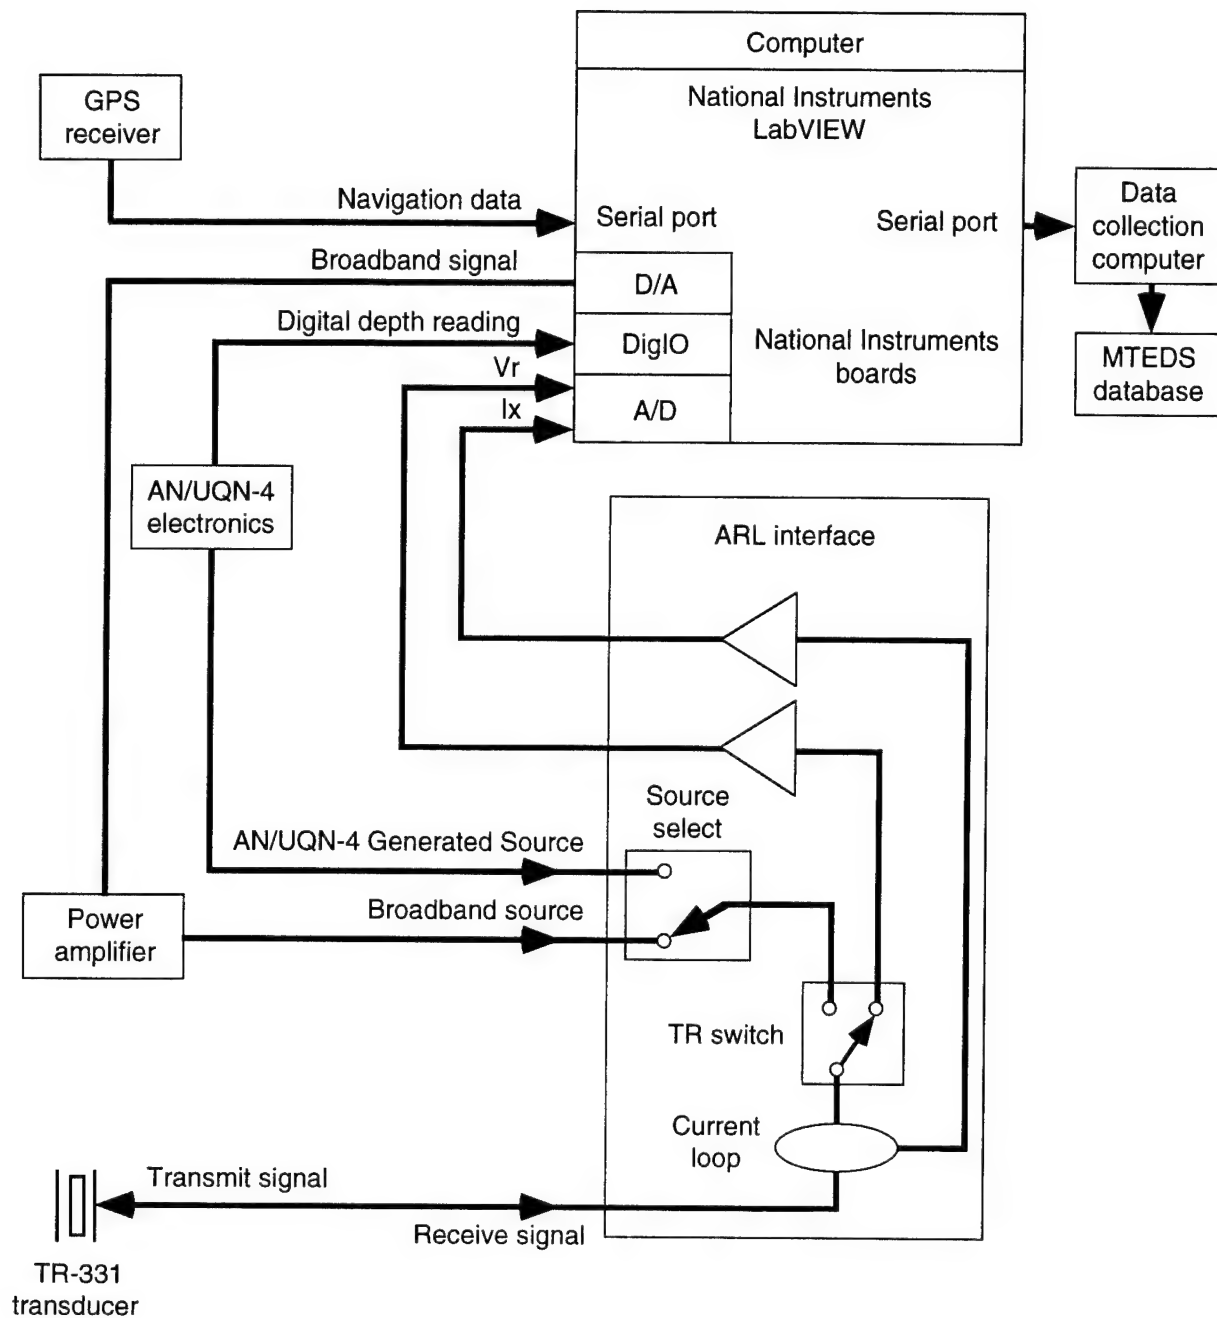 Computer
National Instruments
LabVIEW
GPS
receiver
Navigation data
Serial port
Serial port
Data
collection
computer
Broadband signal
D/A
Digital depth reading
DigIO
National Instruments
boards
MTEDS
database
Vr
Ix
A/D
AN/UQN-4
electronics
ARL interface
Source
select
AN/UQN-4 Generated Source
Broadband source
Power
amplifier
TR switch
Current
loop
Transmit signal
Receive signal
TR-331
transducer